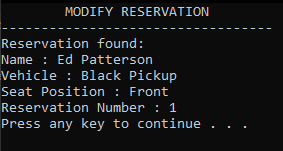 MODIFY RESERVATION
----------------------------------
Reservation found:
Name : Ed Patterson
Vehicle : Black Pickup
Seat Position : Front
Reservation Number : 1
Press any key to continue . . .